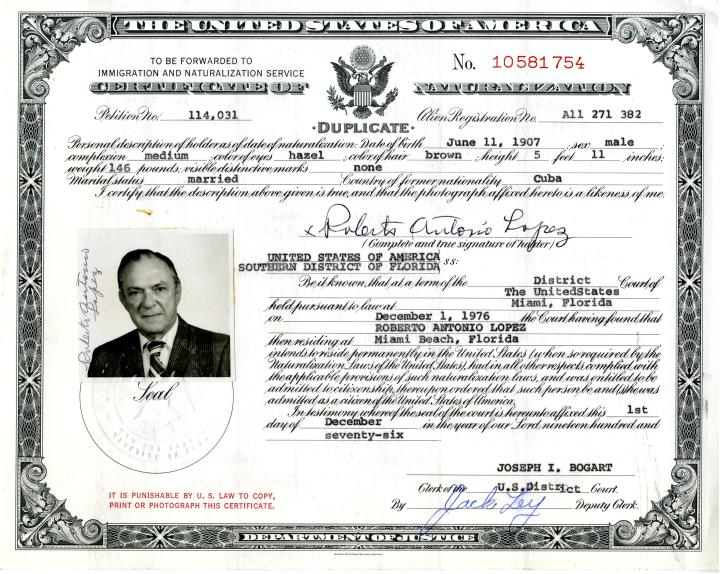 THE UNITED STATES OF AMERICA
TO BE FORWARDED TO
IMMIGRATION AND NATURALIZATION SERVICE
No. 10581754
CERTIFICATE OF NATURALIZATION
Petition No. 114,031
Alien Registration No. A11 271 382
·DUPLICATE·
Personal description of holder as of date of naturalization: Date of birth June 11, 1907 sex male
complexion medium color of eyes hazel color of hair brown height 5 feet 11 inches;
weight 146 pounds; visible distinctive marks none
Marital status married Country of former nationality Cuba
I certify that the description above given is true, and that the photograph affixed hereto is a likeness of me.
x Roberto Antonio Lopez
(Complete and true signature of holder)
Roberto Antonio Lopez
Seal
UNITED STATES OF AMERICA
SOUTHERN DISTRICT OF FLORIDA ss:
Be it known, that at a term of the District Court of
The UnitedStates
held pursuant to law at Miami, Florida
on December 1, 1976 the Court having found that
ROBERTO ANTONIO LOPEZ
then residing at Miami Beach, Florida
intends to reside permanently in the United States (when so required by the
Naturalization Laws of the United States), had in all other respects complied with
the applicable provisions of such naturalization laws, and was entitled to be
admitted to citizenship, thereupon ordered that such person be and (s)he was
admitted as a citizen of the United States of America.
In testimony whereof the seal of the court is hereunto affixed this 1st
day of December in the year of our Lord nineteen hundred and
seventy-six
JOSEPH I. BOGART
Clerk of the U.S.District Court.
By Jack Ley Deputy Clerk.
IT IS PUNISHABLE BY U. S. LAW TO COPY,
PRINT OR PHOTOGRAPH THIS CERTIFICATE.
DEPARTMENT OF JUSTICE